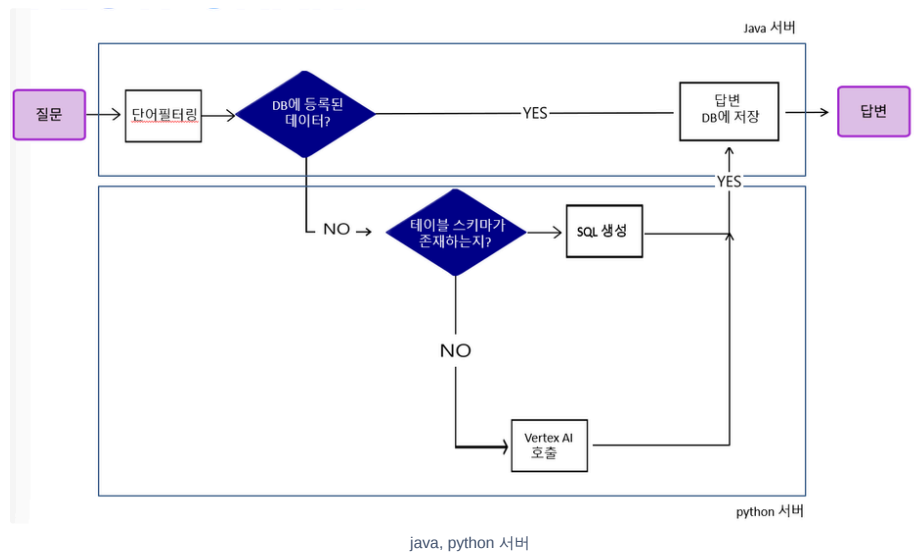 Java 서버
질문
단어필터링
DB에 등록된
데이터?
YES
답변
DB에 저장
답변
YES
NO
테이블 스키마가
존재하는지?
SQL 생성
NO
Vertex AI
호출
python 서버
java, python 서버